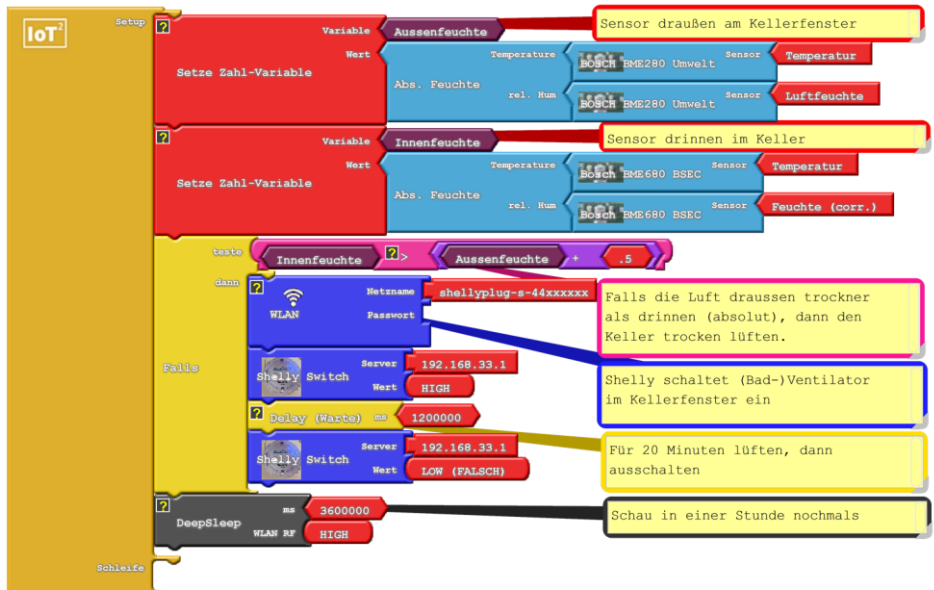 IoT²
Setup
Variable Aussenfeuchte
Sensor draußen am Kellerfenster
Setze Zahl-Variable
Wert
Abs. Feuchte
Temperature BOSCH BME280 Umwelt Sensor Temperatur
rel. Hum BOSCH BME280 Umwelt Sensor Luftfeuchte
Variable Innenfeuchte
Sensor drinnen im Keller
Setze Zahl-Variable
Wert
Abs. Feuchte
Temperature Bosch BME680 BSEC Sensor Temperatur
rel. Hum Bosch BME680 BSEC Sensor Feuchte (corr.)
Falls
teste Innenfeuchte ?> Aussenfeuchte + .5
dann
WLAN
Netzname shellyplug-s-44xxxxxx
Passwort
Falls die Luft draussen trockner
als drinnen (absolut), dann den
Keller trocken lüften.
Shelly Switch
Server 192.168.33.1
Wert HIGH
Shelly schaltet (Bad-)Ventilator
im Kellerfenster ein
? Delay (Warte) ms 1200000
Für 20 Minuten lüften, dann
ausschalten
Shelly Switch
Server 192.168.33.1
Wert LOW (FALSCH)
DeepSleep
ms 3600000
WLAN RF HIGH
Schau in einer Stunde nochmals
Schleife